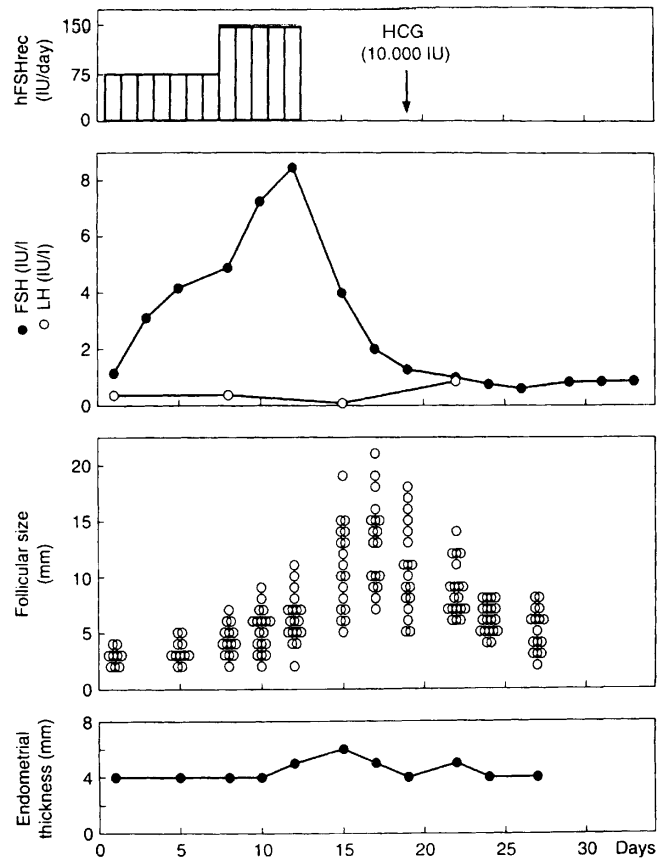 hFSHrec
(IU/day)
150
75
0
HCG
(10.000 IU)
● FSH (IU/l
○ LH (IU/l)
8
6
4
2
0
Follicular size
(mm)
20
15
10
5
0
Endometrial
thickness (mm)
8
4
0
0 5 10 15 20 25 30 Days